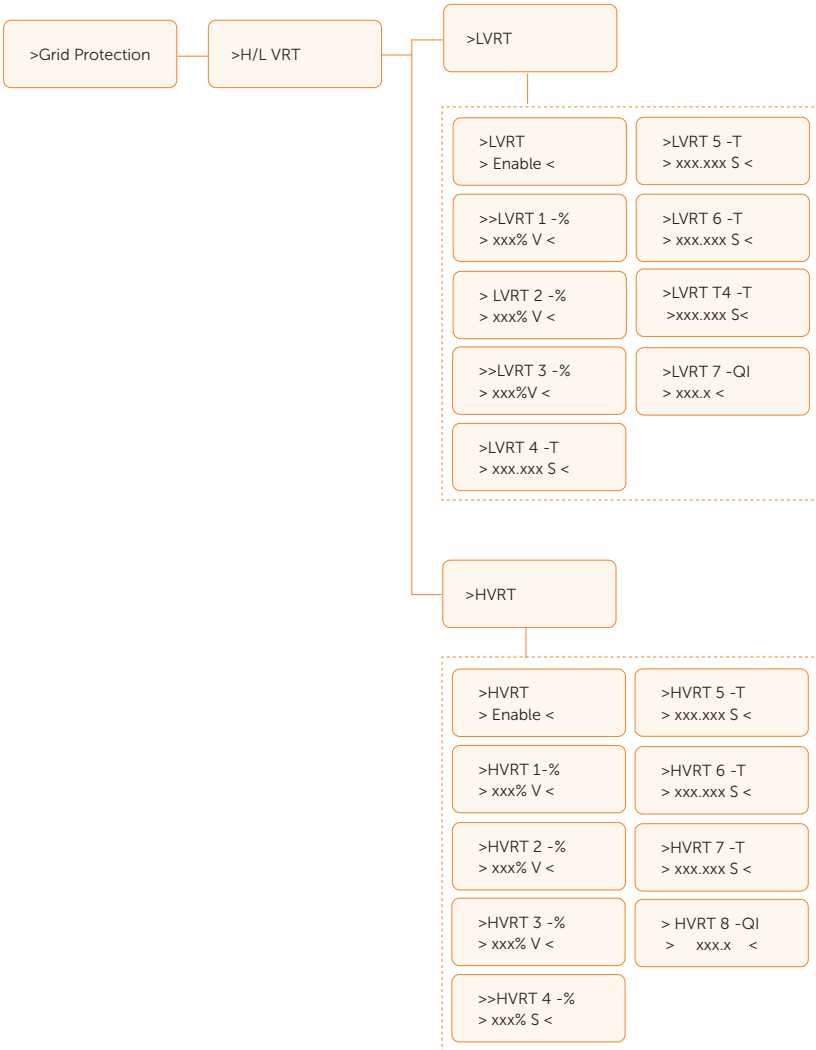 >Grid Protection
>H/L VRT
>LVRT
>LVRT
> Enable <
>>LVRT 1 -%
> xxx% V <
> LVRT 2 -%
> xxx% V <
>>LVRT 3 -%
> xxx%V <
>LVRT 4 -T
> xxx.xxx S <
>LVRT 5 -T
> xxx.xxx S <
>LVRT 6 -T
> xxx.xxx S <
>LVRT T4 -T
>xxx.xxx S<
>LVRT 7 -QI
> xxx.x <
>HVRT
>HVRT
> Enable <
>HVRT 1-%
> xxx% V <
>HVRT 2 -%
> xxx% V <
>HVRT 3 -%
> xxx% V <
>>HVRT 4 -%
> xxx% S <
>HVRT 5 -T
> xxx.xxx S <
>HVRT 6 -T
> xxx.xxx S <
>HVRT 7 -T
> xxx.xxx S <
> HVRT 8 -QI
> xxx.x <